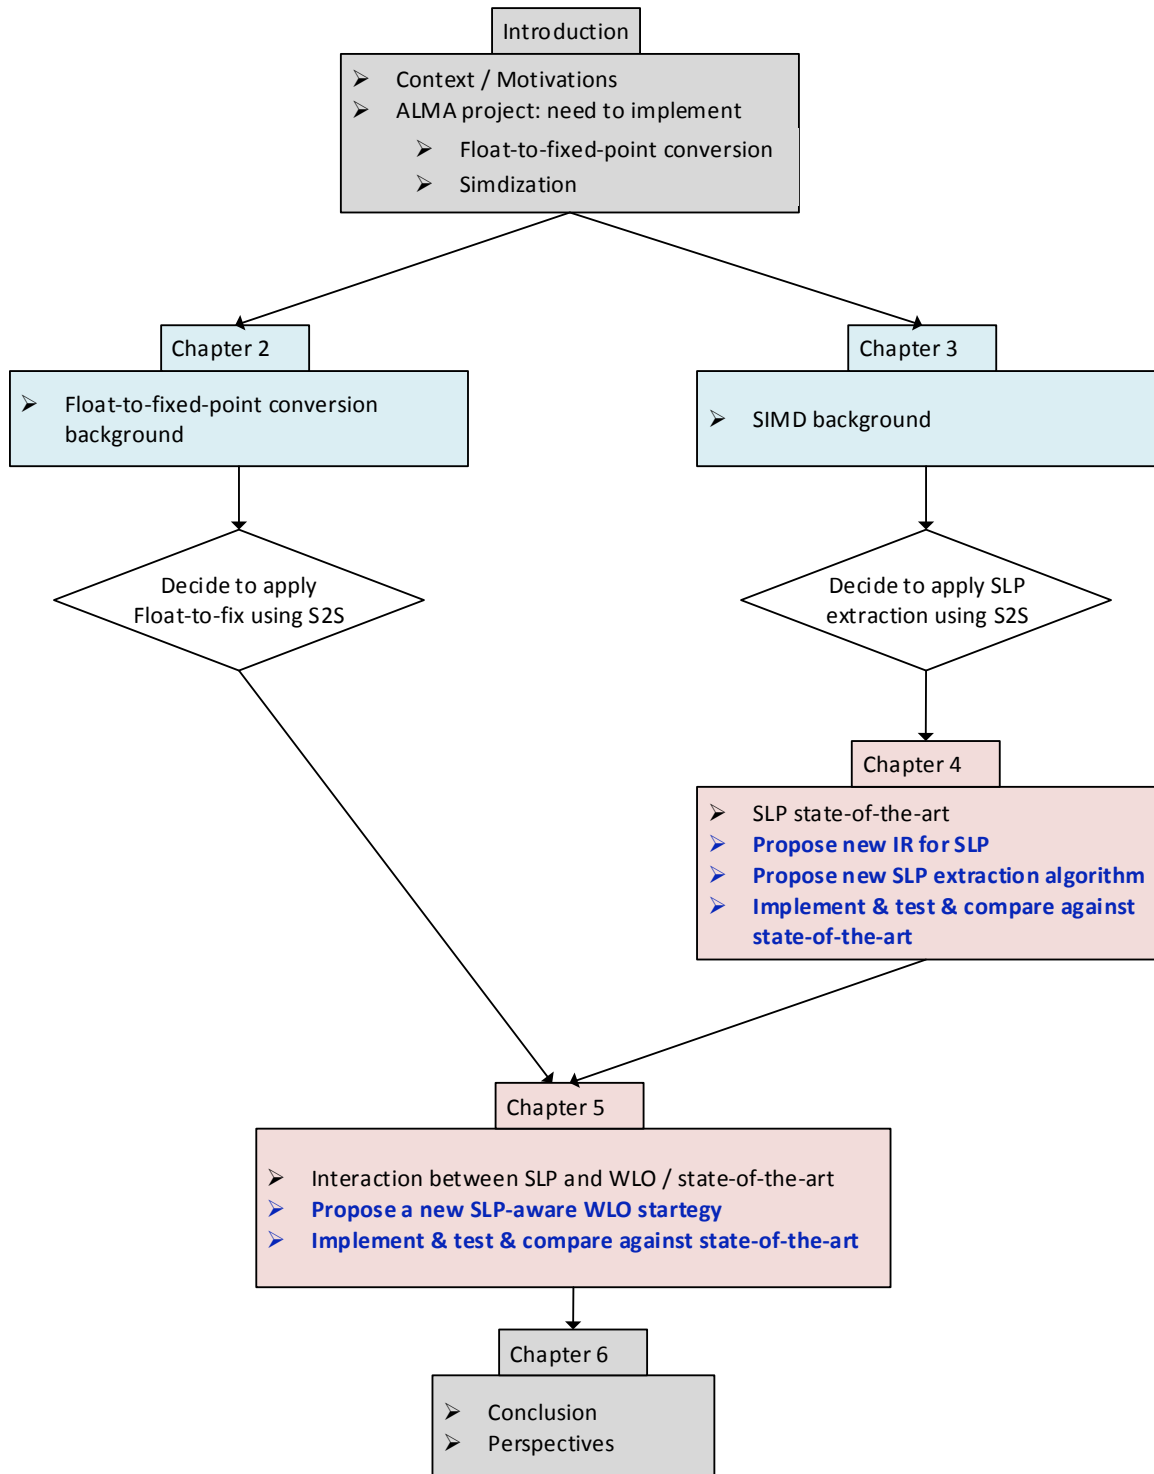 Introduction
➢ Context / Motivations
➢ ALMA project: need to implement
➢ Float-to-fixed-point conversion
➢ Simdization
Chapter 2
➢ Float-to-fixed-point conversion
background
Chapter 3
➢ SIMD background
Decide to apply
Float-to-fix using S2S
Decide to apply SLP
extraction using S2S
Chapter 4
➢ SLP state-of-the-art
➢ Propose new IR for SLP
➢ Propose new SLP extraction algorithm
➢ Implement & test & compare against
state-of-the-art
Chapter 5
➢ Interaction between SLP and WLO / state-of-the-art
➢ Propose a new SLP-aware WLO startegy
➢ Implement & test & compare against state-of-the-art
Chapter 6
➢ Conclusion
➢ Perspectives